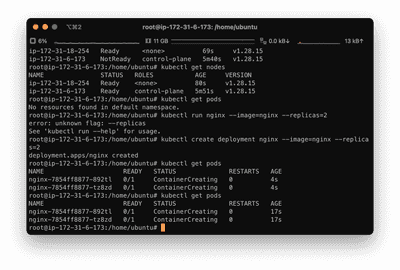 ⌥⌘2
root@ip-172-31-6-173: /home/ubuntu
6%
11 GB
0.0 kB↓
13 kB↑
ip-172-31-18-254 Ready <none> 69s v1.28.15
ip-172-31-6-173 NotReady control-plane 5m40s v1.28.15
root@ip-172-31-6-173:/home/ubuntu# kubectl get nodes
NAME STATUS ROLES AGE VERSION
ip-172-31-18-254 Ready <none> 80s v1.28.15
ip-172-31-6-173 Ready control-plane 5m51s v1.28.15
root@ip-172-31-6-173:/home/ubuntu# kubectl get pods
No resources found in default namespace.
root@ip-172-31-6-173:/home/ubuntu# kubectl run nginx --image=nginx --replicas=2
error: unknown flag: --replicas
See 'kubectl run --help' for usage.
root@ip-172-31-6-173:/home/ubuntu# kubectl create deployment nginx --image=nginx --replica
s=2
deployment.apps/nginx created
root@ip-172-31-6-173:/home/ubuntu# kubectl get pods
NAME READY STATUS RESTARTS AGE
nginx-7854ff8877-892tl 0/1 ContainerCreating 0 4s
nginx-7854ff8877-tz8zd 0/1 ContainerCreating 0 4s
root@ip-172-31-6-173:/home/ubuntu# kubectl get pods
NAME READY STATUS RESTARTS AGE
nginx-7854ff8877-892tl 0/1 ContainerCreating 0 17s
nginx-7854ff8877-tz8zd 0/1 ContainerCreating 0 17s
root@ip-172-31-6-173:/home/ubuntu#